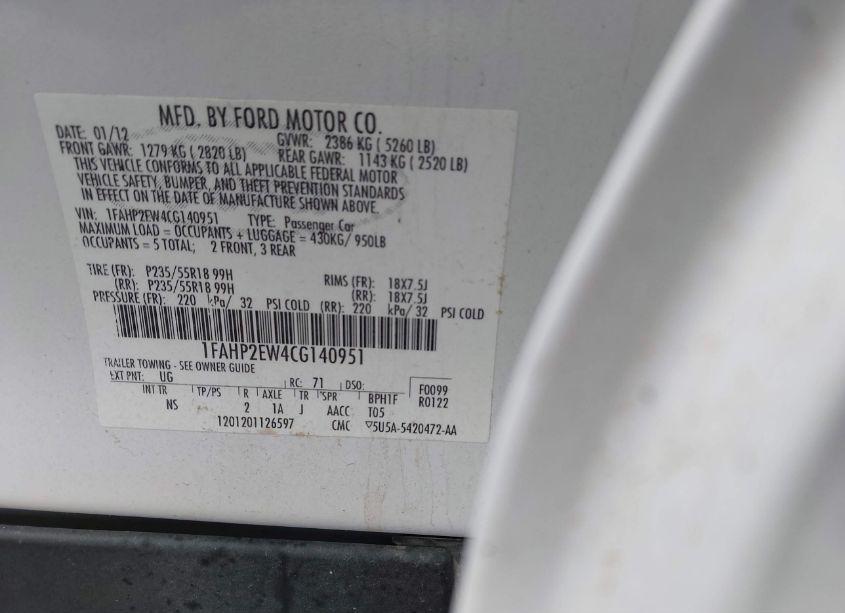 MFD. BY FORD MOTOR CO.
DATE: 01/12 GVWR: 2386 KG ( 5260 LB)
FRONT GAWR: 1279 KG ( 2820 LB) REAR GAWR: 1143 KG ( 2520 LB)
THIS VEHICLE CONFORMS TO ALL APPLICABLE FEDERAL MOTOR
VEHICLE SAFETY, BUMPER, AND THEFT PREVENTION STANDARDS
IN EFFECT ON THE DATE OF MANUFACTURE SHOWN ABOVE
VIN: 1FAHP2EW4CG140951 TYPE: Passenger Car
MAXIMUM LOAD = OCCUPANTS + LUGGAGE = 430KG/ 950LB
OCCUPANTS = 5 TOTAL; 2 FRONT, 3 REAR
TIRE (FR): P235/55R18 99H RIMS (FR): 18X7.5J
(RR): P235/55R18 99H (RR): 18X7.5J
PRESSURE (FR): 220 kPa/ 32 PSI COLD (RR): 220 kPa/ 32 PSI COLD
1FAHP2EW4CG140951
TRAILER TOWING - SEE OWNER GUIDE
EXT PNT: UG RC: 71 DSO: F0099
INT TR TP/PS R AXLE TR SPR BPH1F R0122
NS 2 1A J AACC T05
1201201126597 CMC ▽5U5A-5420472-AA